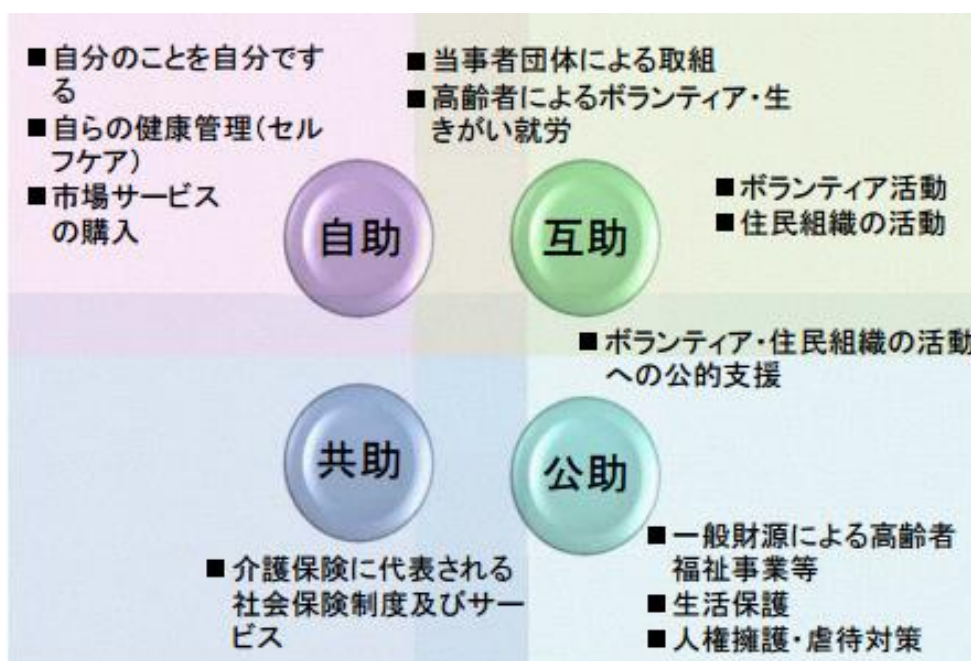 ■自分のことを自分です
る
■自らの健康管理(セル
フケア)
■市場サービス
の購入
自助
■当事者団体による取組
■高齢者によるボランティア・生
きがい就労
互助
■ボランティア活動
■住民組織の活動
■ボランティア・住民組織の活動
への公的支援
共助
■介護保険に代表される
社会保険制度及びサー
ビス
公助
■一般財源による高齢者
福祉事業等
■生活保護
■人権擁護・虐待対策